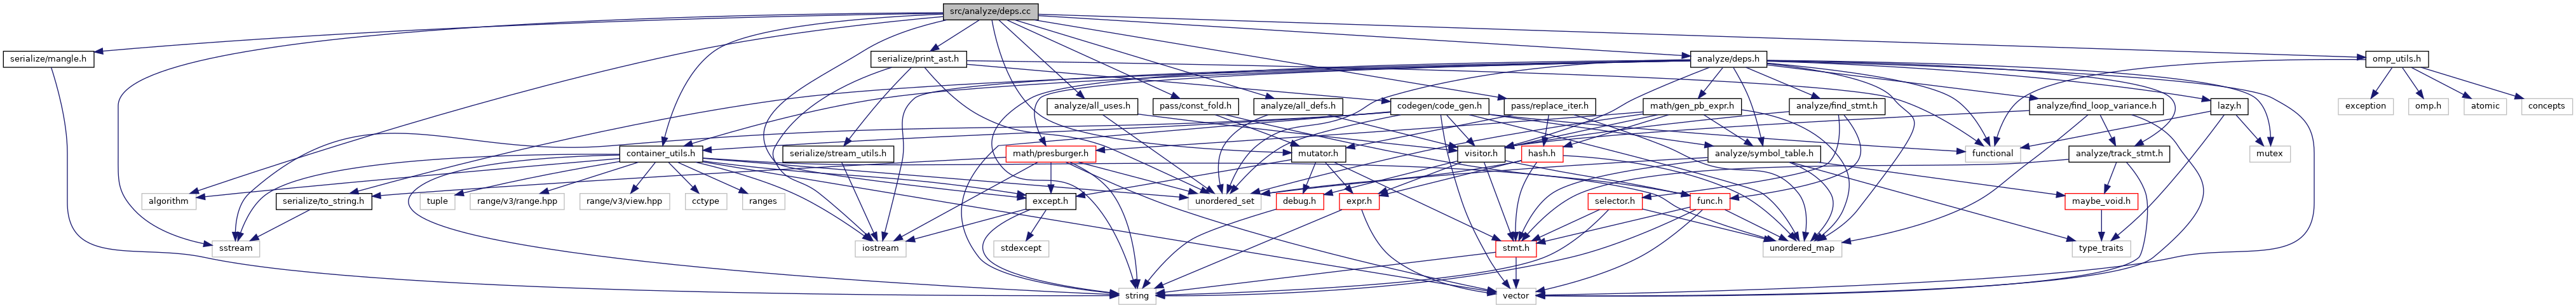 src/analyze/deps.cc
serialize/mangle.h
serialize/print_ast.h
analyze/deps.h
omp_utils.h
analyze/all_uses.h
pass/const_fold.h
analyze/all_defs.h
codegen/code_gen.h
pass/replace_iter.h
math/gen_pb_expr.h
analyze/find_stmt.h
analyze/find_loop_variance.h
lazy.h
exception
omp.h
atomic
concepts
container_utils.h
serialize/stream_utils.h
math/presburger.h
mutator.h
visitor.h
hash.h
analyze/symbol_table.h
functional
analyze/track_stmt.h
mutex
algorithm
serialize/to_string.h
tuple
range/v3/range.hpp
range/v3/view.hpp
cctype
ranges
except.h
unordered_set
debug.h
expr.h
selector.h
func.h
maybe_void.h
sstream
iostream
stdexcept
stmt.h
unordered_map
type_traits
string
vector